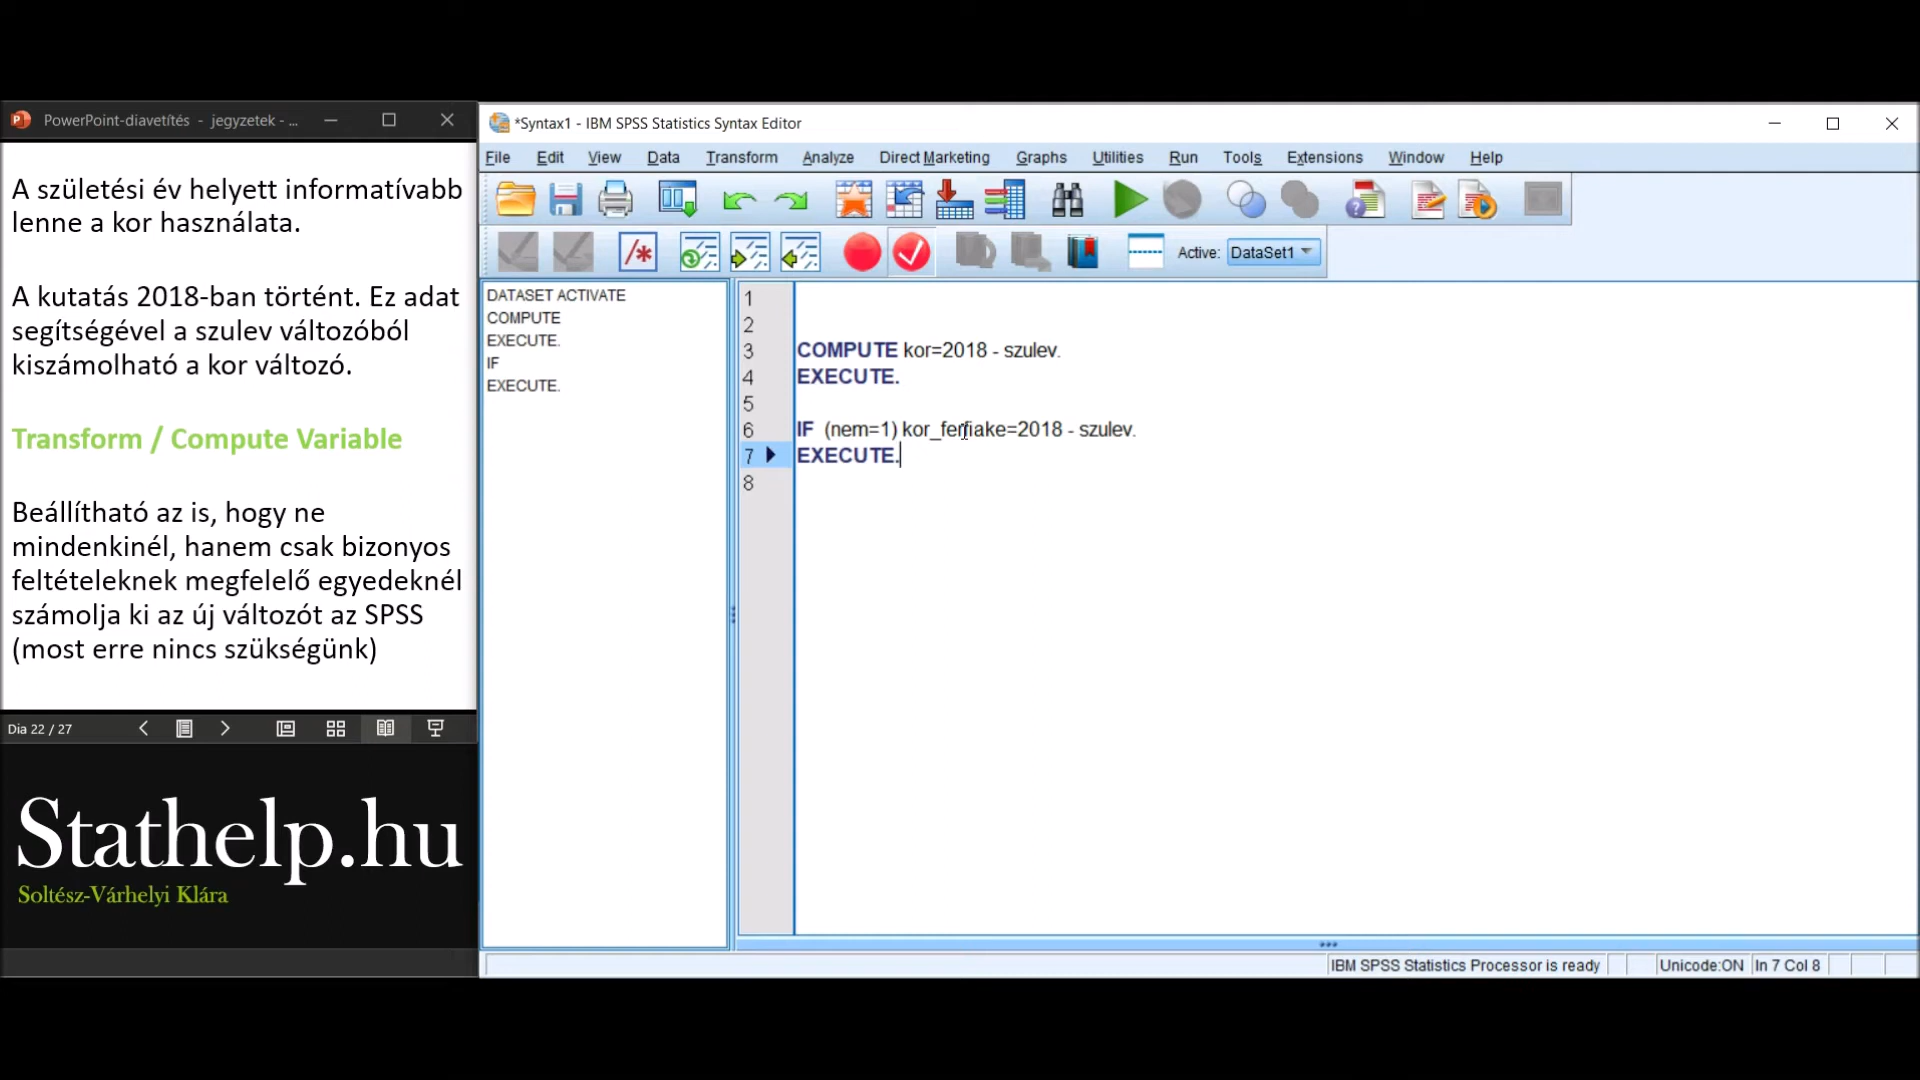 PowerPoint-diavetítés - jegyzetek - ...
A születési év helyett informatívabb
lenne a kor használata.
A kutatás 2018-ban történt. Ez adat
segítségével a szulev változóból
kiszámolható a kor változó.
Transform / Compute Variable
Beállítható az is, hogy ne
mindenkinél, hanem csak bizonyos
feltételeknek megfelelő egyedeknél
számolja ki az új változót az SPSS
(most erre nincs szükségünk)
Dia 22 / 27
Stathelp.hu
Soltész-Várhelyi Klára
*Syntax1 - IBM SPSS Statistics Syntax Editor
File Edit View Data Transform Analyze Direct Marketing Graphs Utilities Run Tools Extensions Window Help
Active: DataSet1
DATASET ACTIVATE
COMPUTE
EXECUTE.
IF
EXECUTE.
1
2
3 COMPUTE kor=2018 - szulev.
4 EXECUTE.
5
6 IF (nem=1) kor_ferfiake=2018 - szulev.
7 EXECUTE.
8
IBM SPSS Statistics Processor is ready Unicode:ON In 7 Col 8